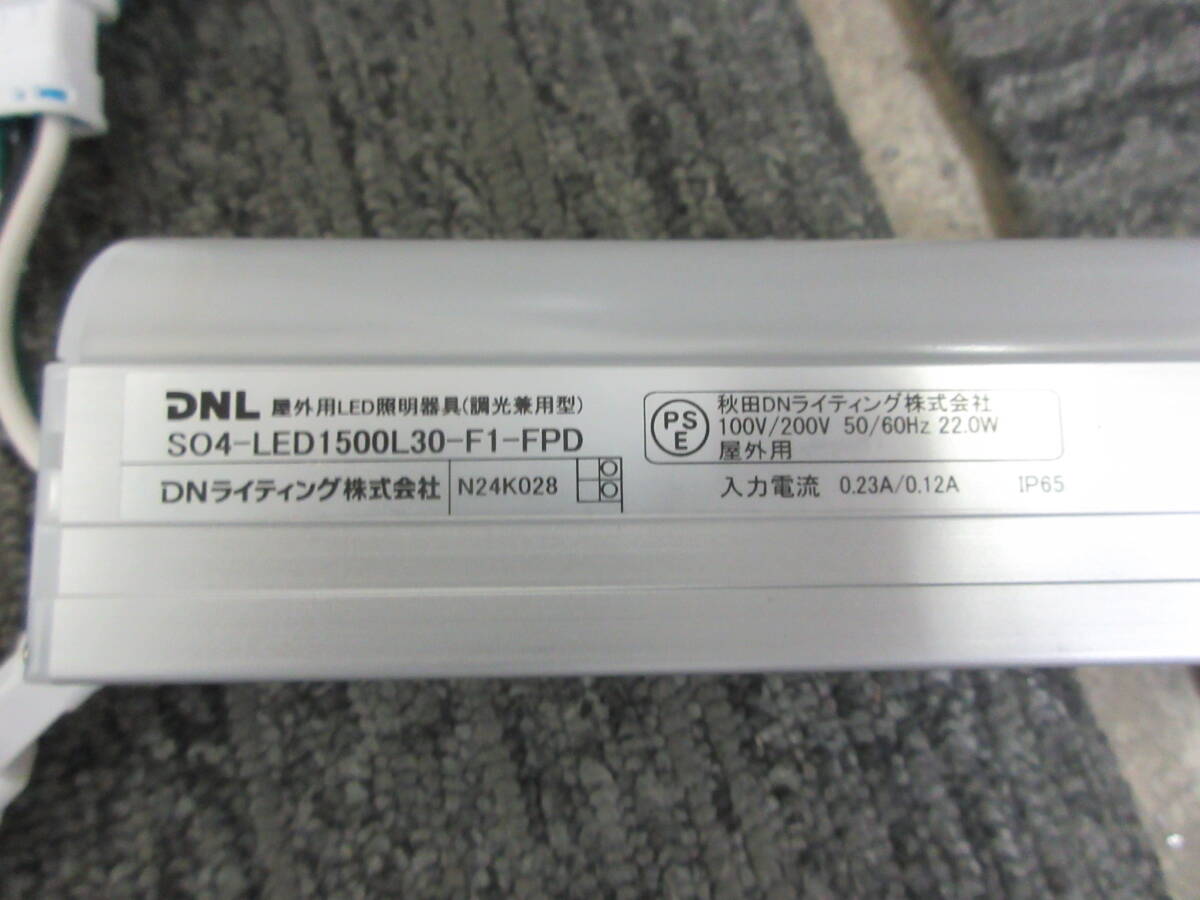 DNL 屋外用LED照明器具(調光兼用型)
SO4-LED1500L30-F1-FPD
DNライティング株式会社 N24K028
PS
E
秋田DNライティング株式会社
100V/200V 50/60Hz 22.0W
屋外用
入力電流 0.23A/0.12A IP65